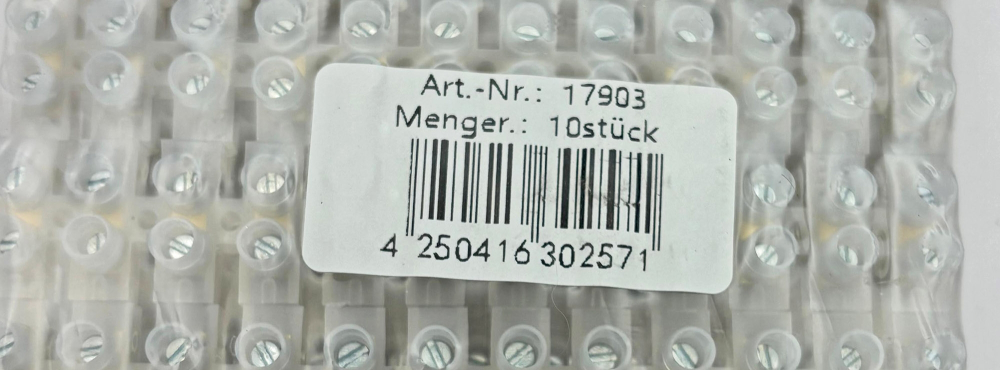 Art.-Nr.: 17903
Menger.: 10stück
4 250416 302571